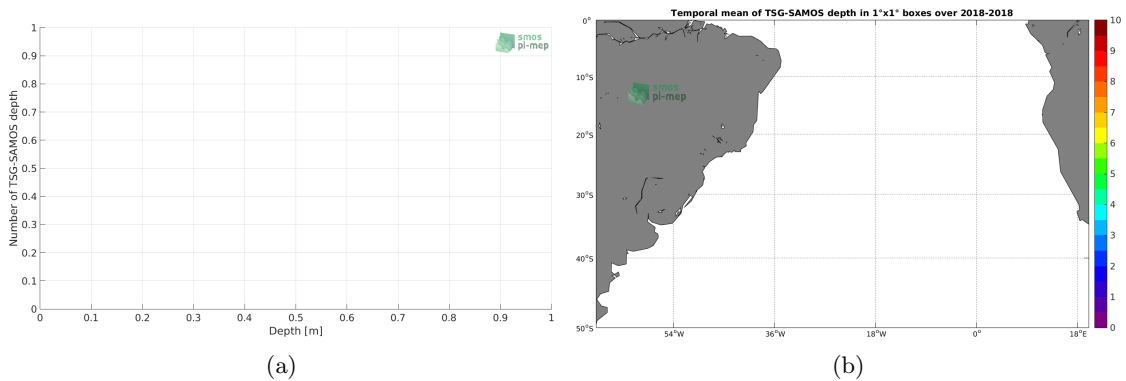 Temporal mean of TSG-SAMOS depth in 1°x1° boxes over 2018-2018
Number of TSG-SAMOS depth
1
0.9
0.8
0.7
0.6
0.5
0.4
0.3
0.2
0.1
0
0 0.1 0.2 0.3 0.4 0.5 0.6 0.7 0.8 0.9 1
Depth [m]
smos
pi-mep
(a)
0°
10°S
20°S
30°S
40°S
50°S
54°W 36°W 18°W 0° 18°E
smos
pi-mep
10
9
8
7
6
5
4
3
2
1
0
(b)